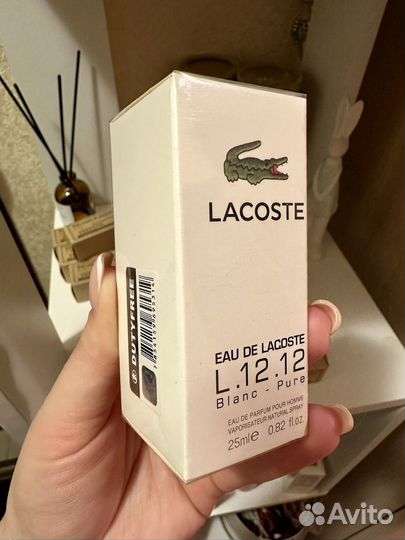 LACOSTE
EAU DE LACOSTE
L.12.12
Blanc - Pure
EAU DE PARFUM POUR HOMME
VAPORISATEUR NATURAL SPRAY
25ml e 0.82 fl.oz.
DUTYFREE
Avito